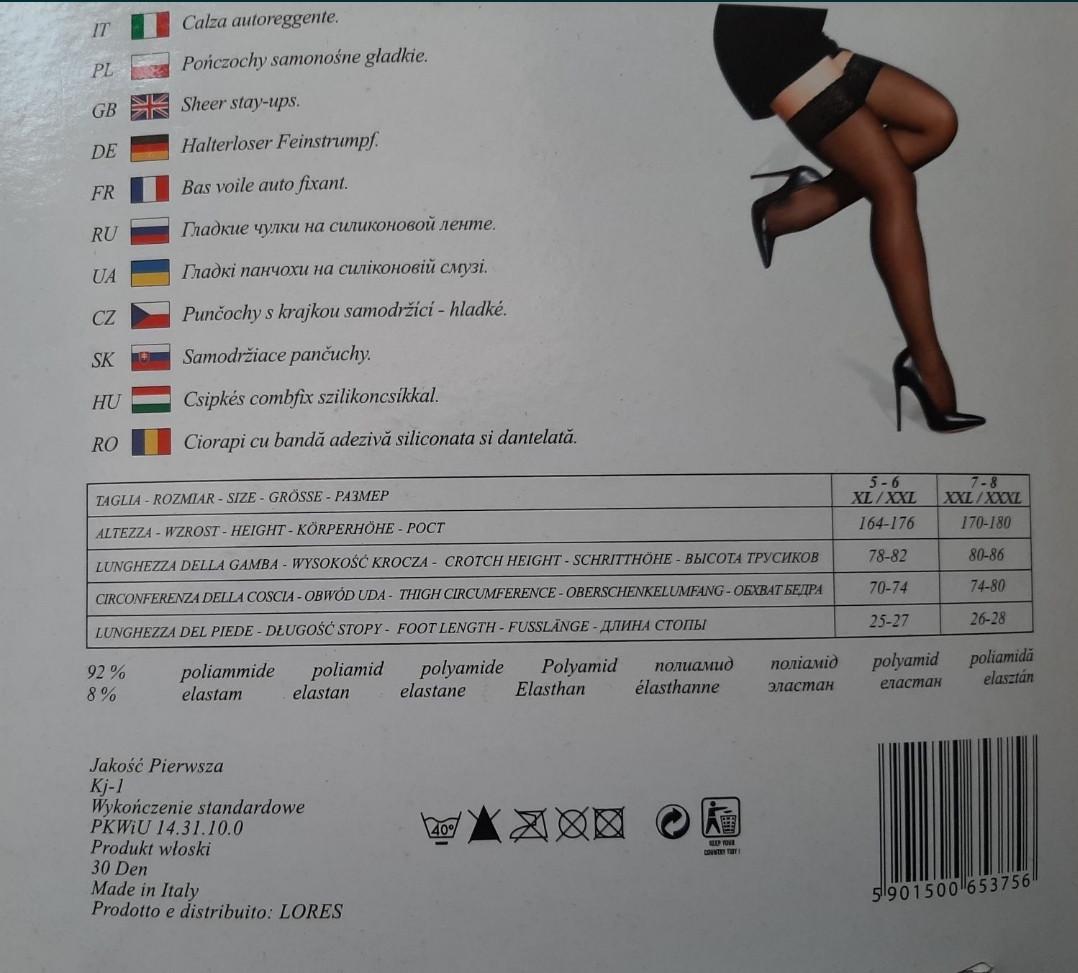 IT Calza autoreggente.
PL Pończochy samonośne gładkie.
GB Sheer stay-ups.
DE Halterloser Feinstrumpf.
FR Bas voile auto fixant.
RU Гладкие чулки на силиконовой ленте.
UA Гладкі панчохи на силіконовій смузі.
CZ Punčochy s krajkou samodržící - hladké.
SK Samodržiace pančuchy.
HU Csipkés combfix szilikoncsíkkal.
RO Ciorapi cu bandă adezivă siliconata si dantelată.
TAGLIA - ROZMIAR - SIZE - GRÖSSE - РАЗМЕР 5 - 6 XL / XXL 7 - 8 XXL / XXXL
ALTEZZA - WZROST - HEIGHT - KÖRPERHÖHE - РОСТ 164-176 170-180
LUNGHEZZA DELLA GAMBA - WYSOKOŚĆ KROCZA - CROTCH HEIGHT - SCHRITTHÖHE - ВЫСОТА ТРУСИКОВ 78-82 80-86
CIRCONFERENZA DELLA COSCIA - OBWÓD UDA - THIGH CIRCUMFERENCE - OBERSCHENKELUMFANG - ОБХВАТ БЕДРА 70-74 74-80
LUNGHEZZA DEL PIEDE - DŁUGOŚĆ STOPY - FOOT LENGTH - FUSSLÄNGE - ДЛИНА СТОПЫ 25-27 26-28
92 % poliammide poliamid polyamide Polyamid полиамид поліамід polyamid poliamidă
8 % elastam elastan elastane Elasthan élasthanne эластан еластан elasztán
Jakość Pierwsza
Kj-1
Wykończenie standardowe
PKWiU 14.31.10.0
Produkt włoski
30 Den
Made in Italy
Prodotto e distribuito: LORES
40°
KEEP YOUR
COUNTRY TIDY !
5 901500 653756